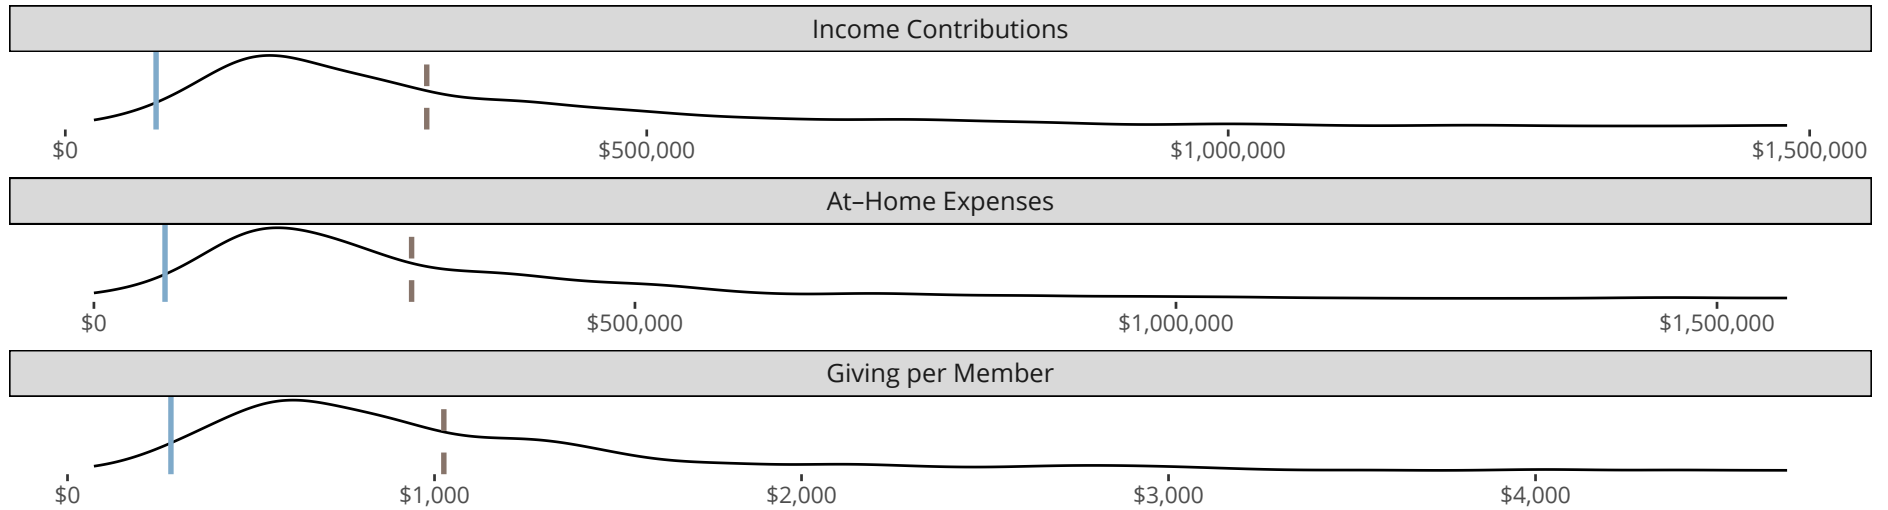 Income Contributions
$0 $500,000 $1,000,000 $1,500,000
At–Home Expenses
$0 $500,000 $1,000,000 $1,500,000
Giving per Member
$0 $1,000 $2,000 $3,000 $4,000